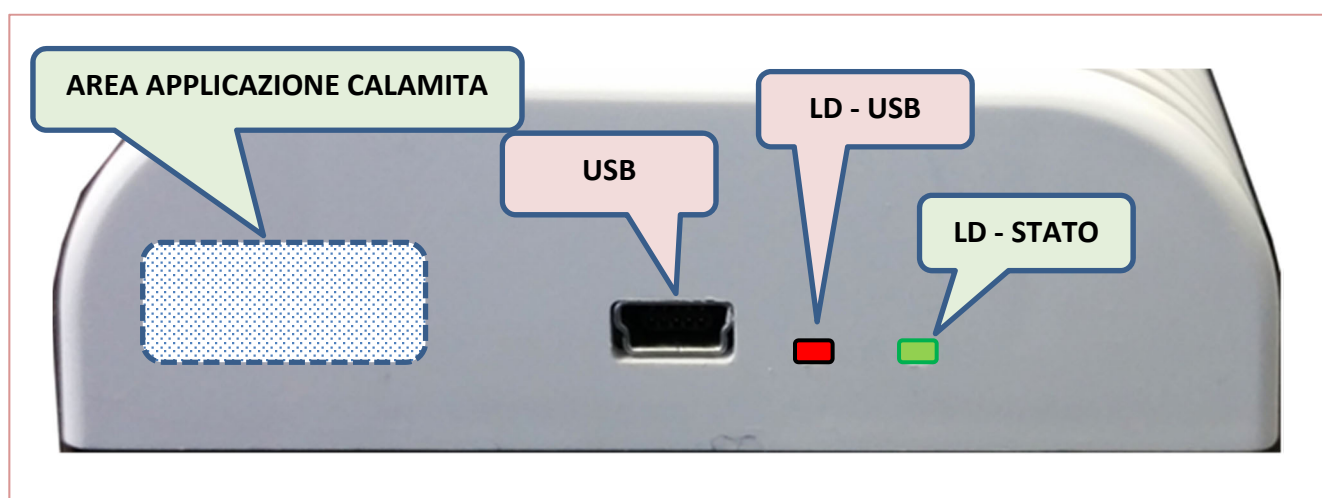 AREA APPLICAZIONE CALAMITA
LD - USB
USB
LD - STATO